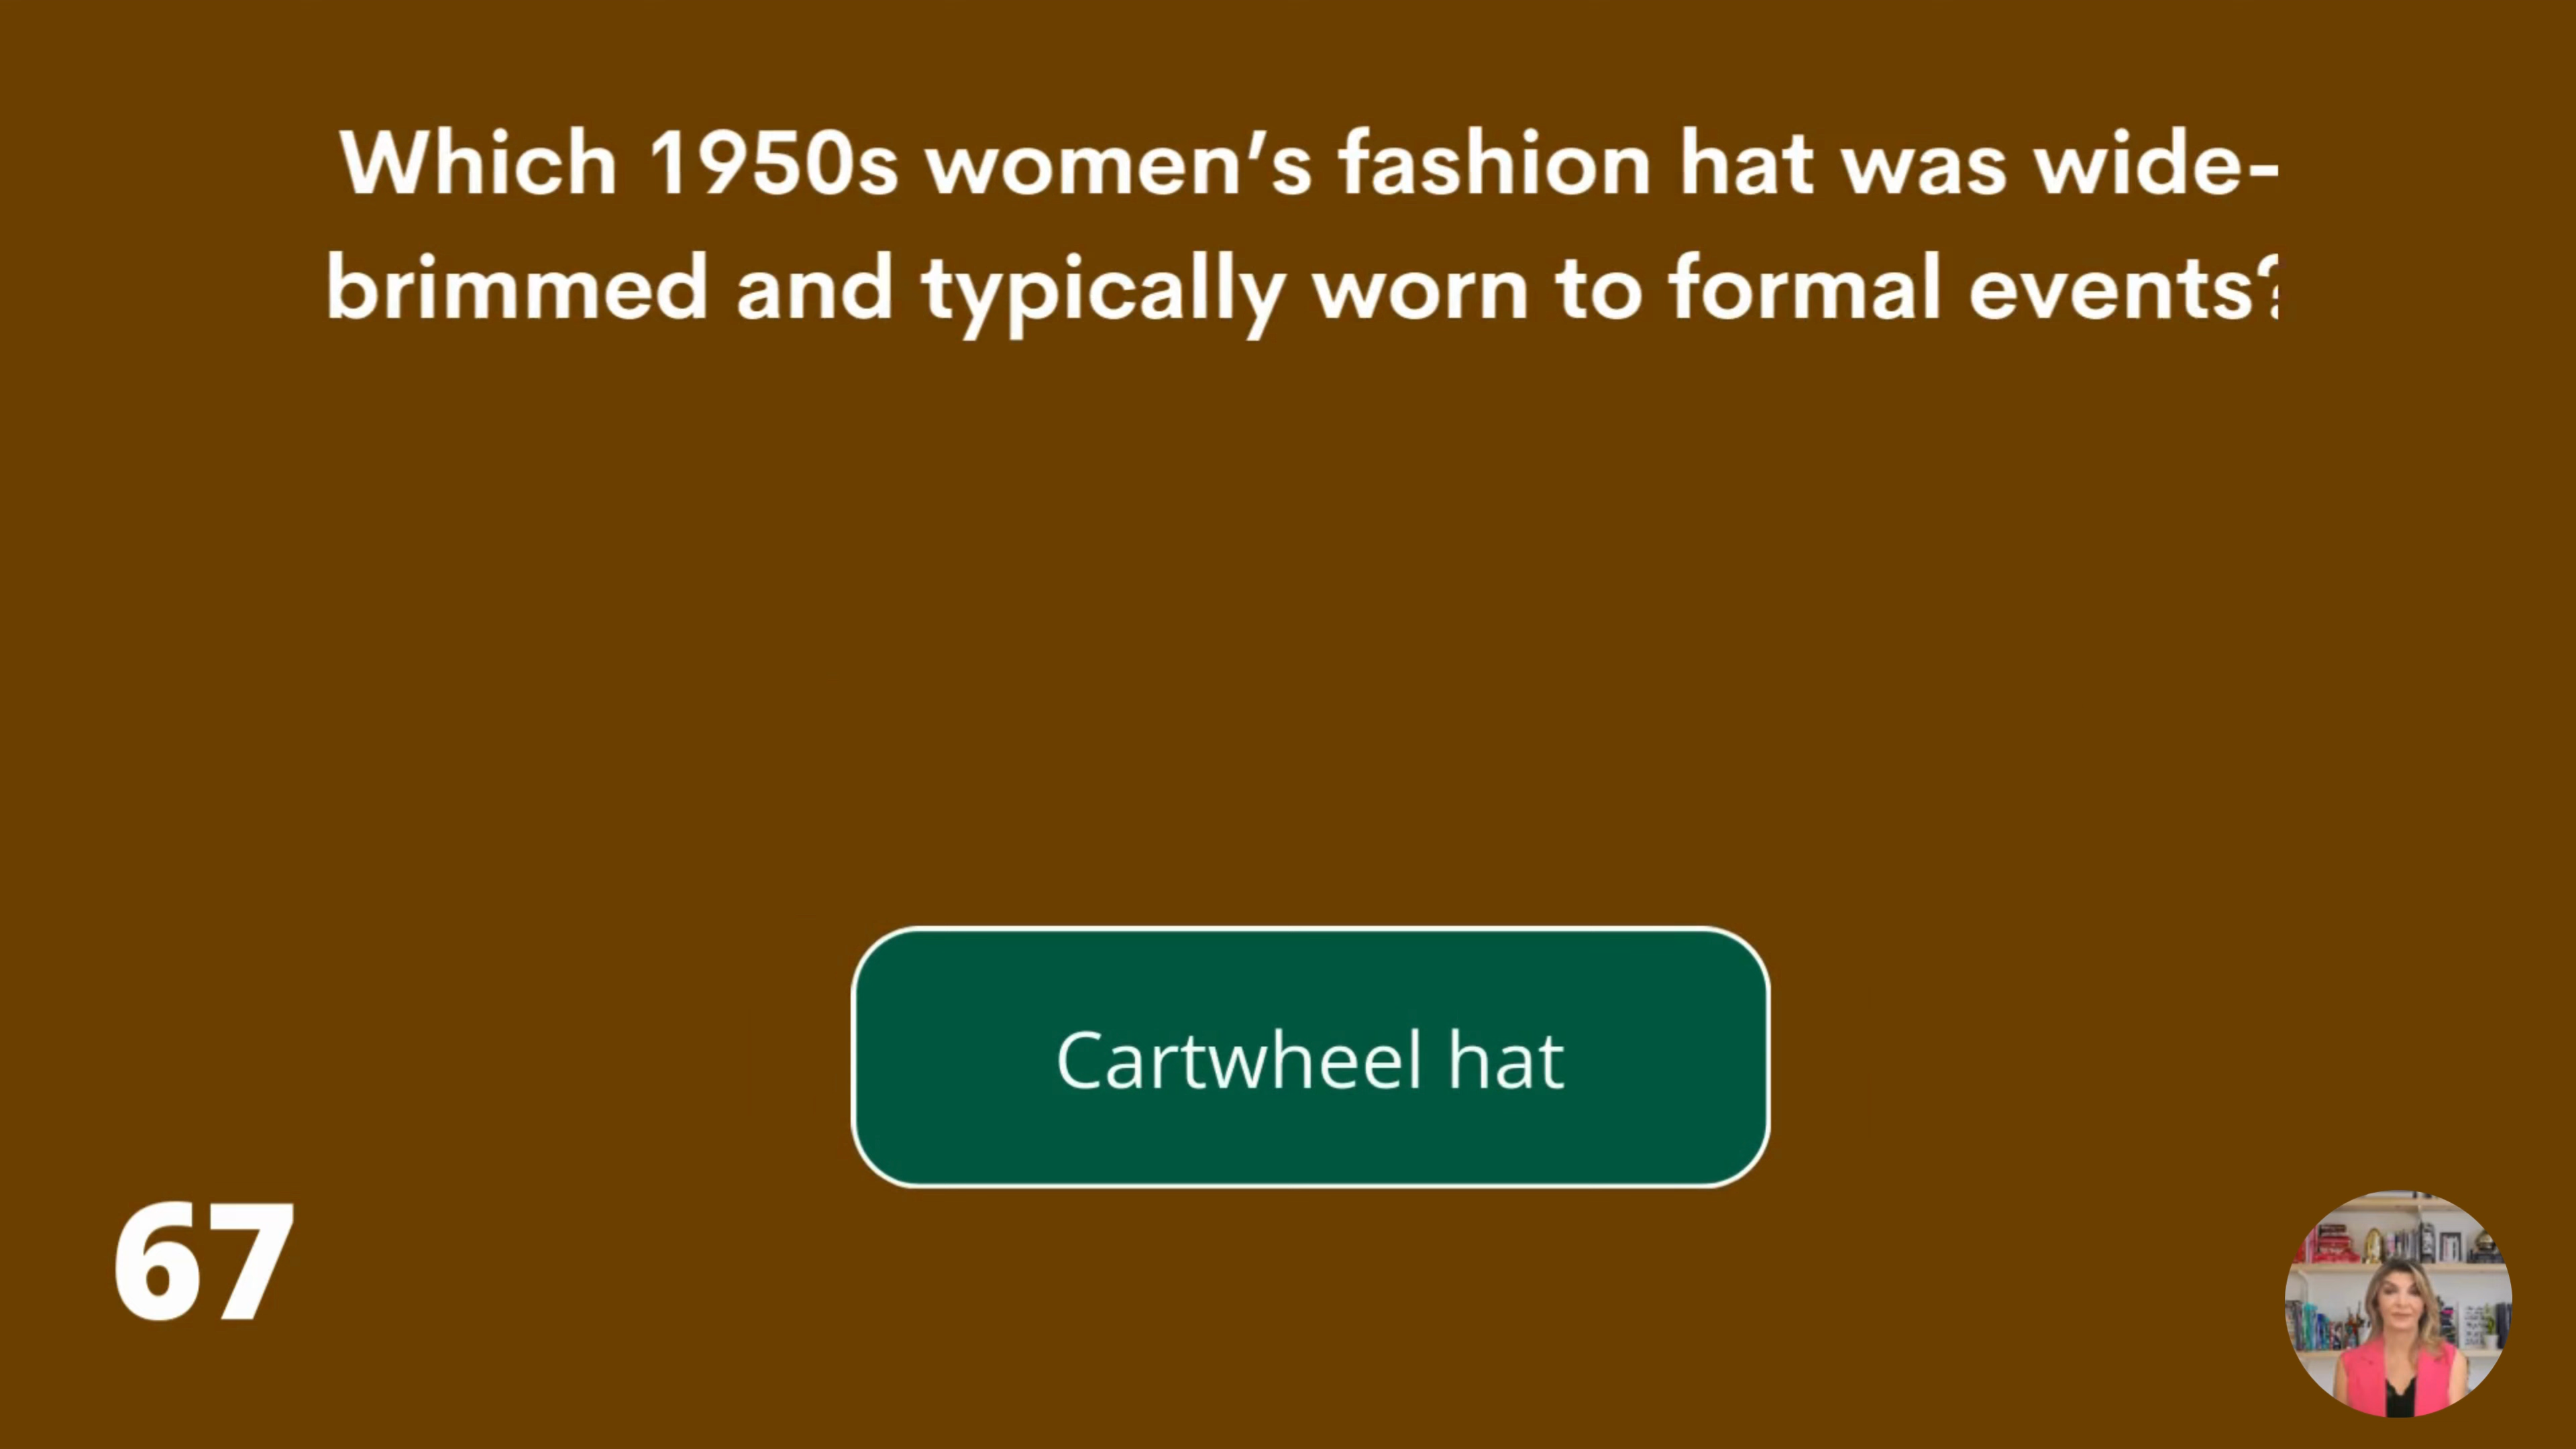 Which 1950s women’s fashion hat was wide-
brimmed and typically worn to formal events?
Cartwheel hat
67